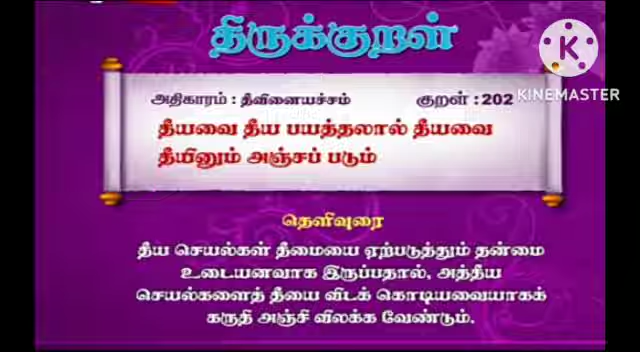 திருக்குறள்
KINEMASTER
அதிகாரம் : தீவினையச்சம் குறள் : 202
தீயவை தீய பயத்தலால் தீயவை
தீயினும் அஞ்சப் படும்
தெளிவுரை
தீய செயல்கள் தீமையை ஏற்படுத்தும் தன்மை
உடையனவாக இருப்பதால், அத்தீய
செயல்களைத் தீயை விடக் கொடியவையாகக்
கருதி அஞ்சி விலக்க வேண்டும்.